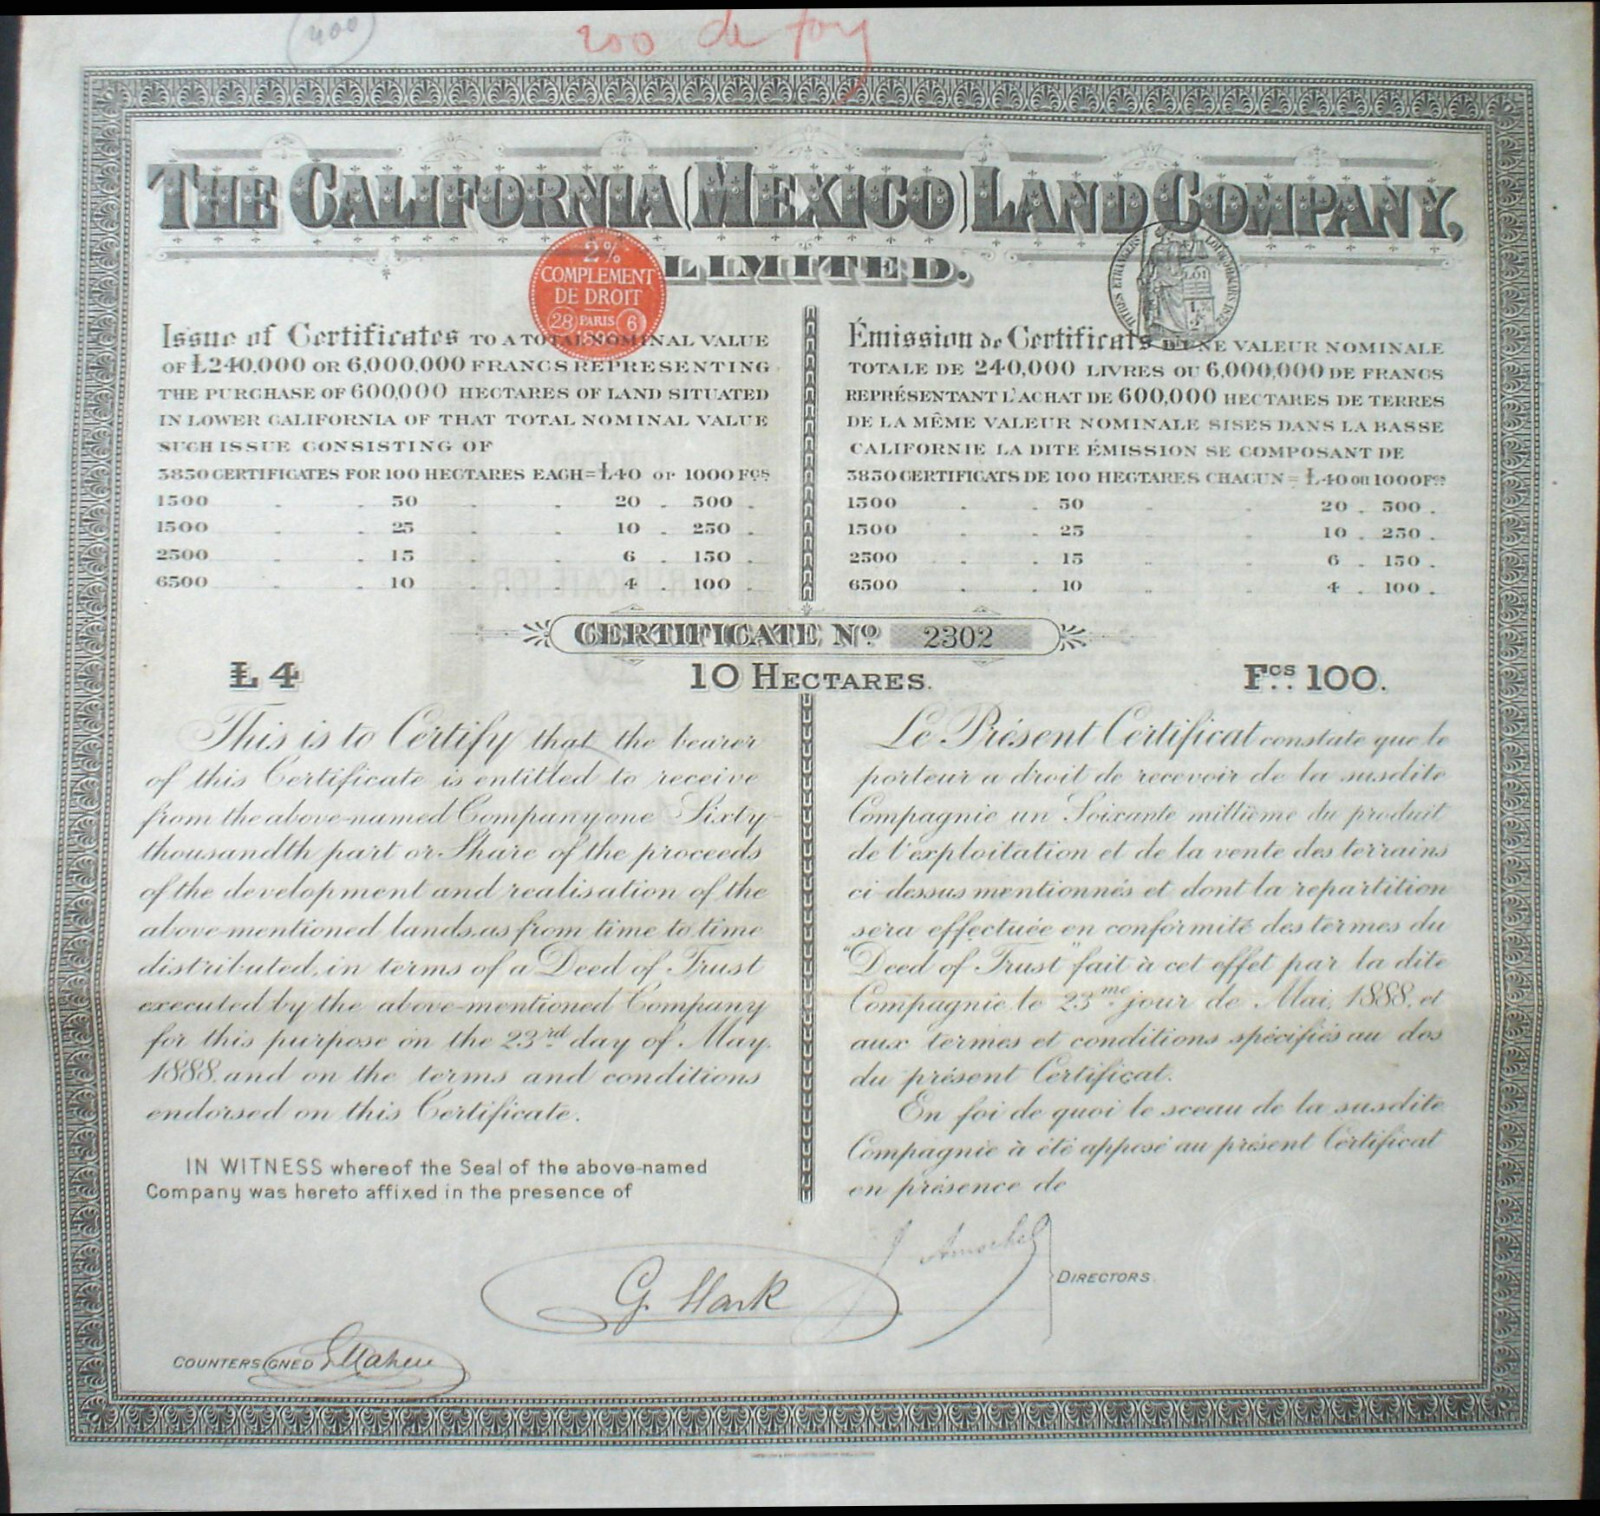 400
200 de foy
THE CALIFORNIA (MEXICO) LAND COMPANY,
LIMITED.
2%
COMPLEMENT
DE DROIT
28 PARIS 6
TITRES ETRANGERS
Issue of Certificates TO A TOTAL NOMINAL VALUE
OF £240,000 OR 6,000,000 FRANCS REPRESENTING
THE PURCHASE OF 600,000 HECTARES OF LAND SITUATED
IN LOWER CALIFORNIA OF THAT TOTAL NOMINAL VALUE
SUCH ISSUE CONSISTING OF
3850 CERTIFICATES FOR 100 HECTARES EACH = £40 or 1000 Fcs
1500 . . 50 . . 20 . 500 .
1500 . . 25 . . 10 . 250 .
2500 . . 15 . . 6 . 150 .
6500 . . 10 . . 4 . 100 .
Émission de Certificats D'UNE VALEUR NOMINALE
TOTALE DE 240,000 LIVRES OU 6,000,000 DE FRANCS
REPRÉSENTANT L'ACHAT DE 600,000 HECTARES DE TERRES
DE LA MÊME VALEUR NOMINALE SISES DANS LA BASSE
CALIFORNIE LA DITE ÉMISSION SE COMPOSANT DE
3850 CERTIFICATS DE 100 HECTARES CHACUN = £40 ou 1000 Fcs
1500 . . 50 . . 20 . 500 .
1500 . . 25 . . 10 . 250 .
2500 . . 15 . . 6 . 150 .
6500 . . 10 . . 4 . 100 .
CERTIFICATE No. 2302
£4 10 HECTARES. Fcs. 100.
This is to Certify that the bearer
of this Certificate is entitled to receive
from the above-named Company one Sixty-
thousandth part or Share of the proceeds
of the development and realisation of the
above mentioned lands, as from time to time
distributed, in terms of a Deed of Trust
executed by the above-mentioned Company
for this purpose on the 23rd day of May,
1888, and on the terms and conditions
endorsed on this Certificate.
IN WITNESS whereof the Seal of the above-named
Company was hereto affixed in the presence of
Le Présent Certificat constate que le
porteur a droit de recevoir de la susdite
Compagnie un Soixante millième du produit
de l'exploitation et de la vente des terrains
ci-dessus mentionnés et dont la repartition
sera effectuée en conformité des termes du
"Deed of Trust" fait à cet effet par la dite
Compagnie le 23me jour de Mai, 1888, et
aux termes et conditions spécifiés au dos
du présent Certificat.
En foi de quoi le sceau de la susdite
Compagnie à été apposé au présent Certificat
en présence de
G. Stark
DIRECTORS.
COUNTERSIGNED